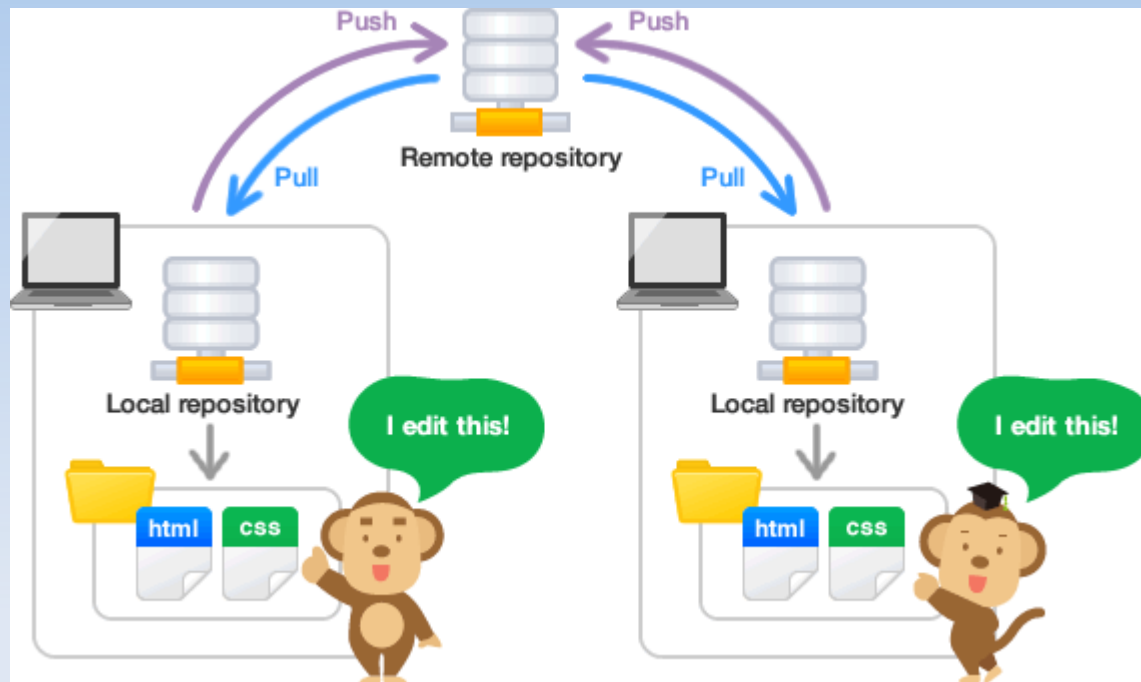 Push
Push
Remote repository
Pull
Pull
Local repository
Local repository
I edit this!
I edit this!
html
css
html
css